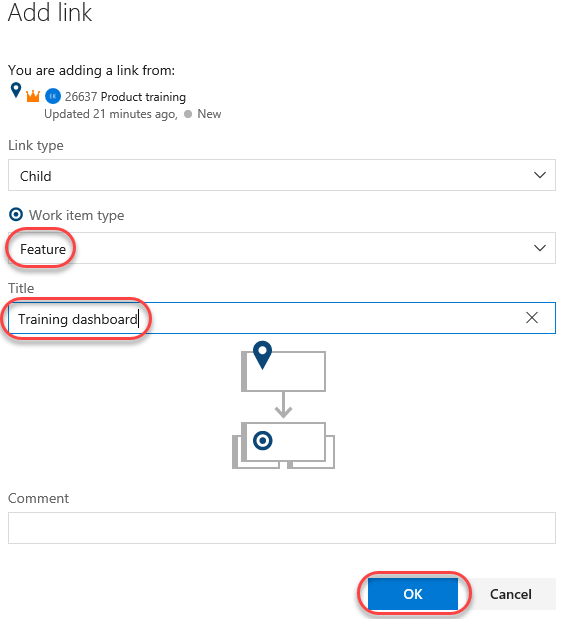 Add link
You are adding a link from:
EK 26637 Product training
Updated 21 minutes ago, New
Link type
Child
Work item type
Feature
Title
Training dashboard
Comment
OK Cancel